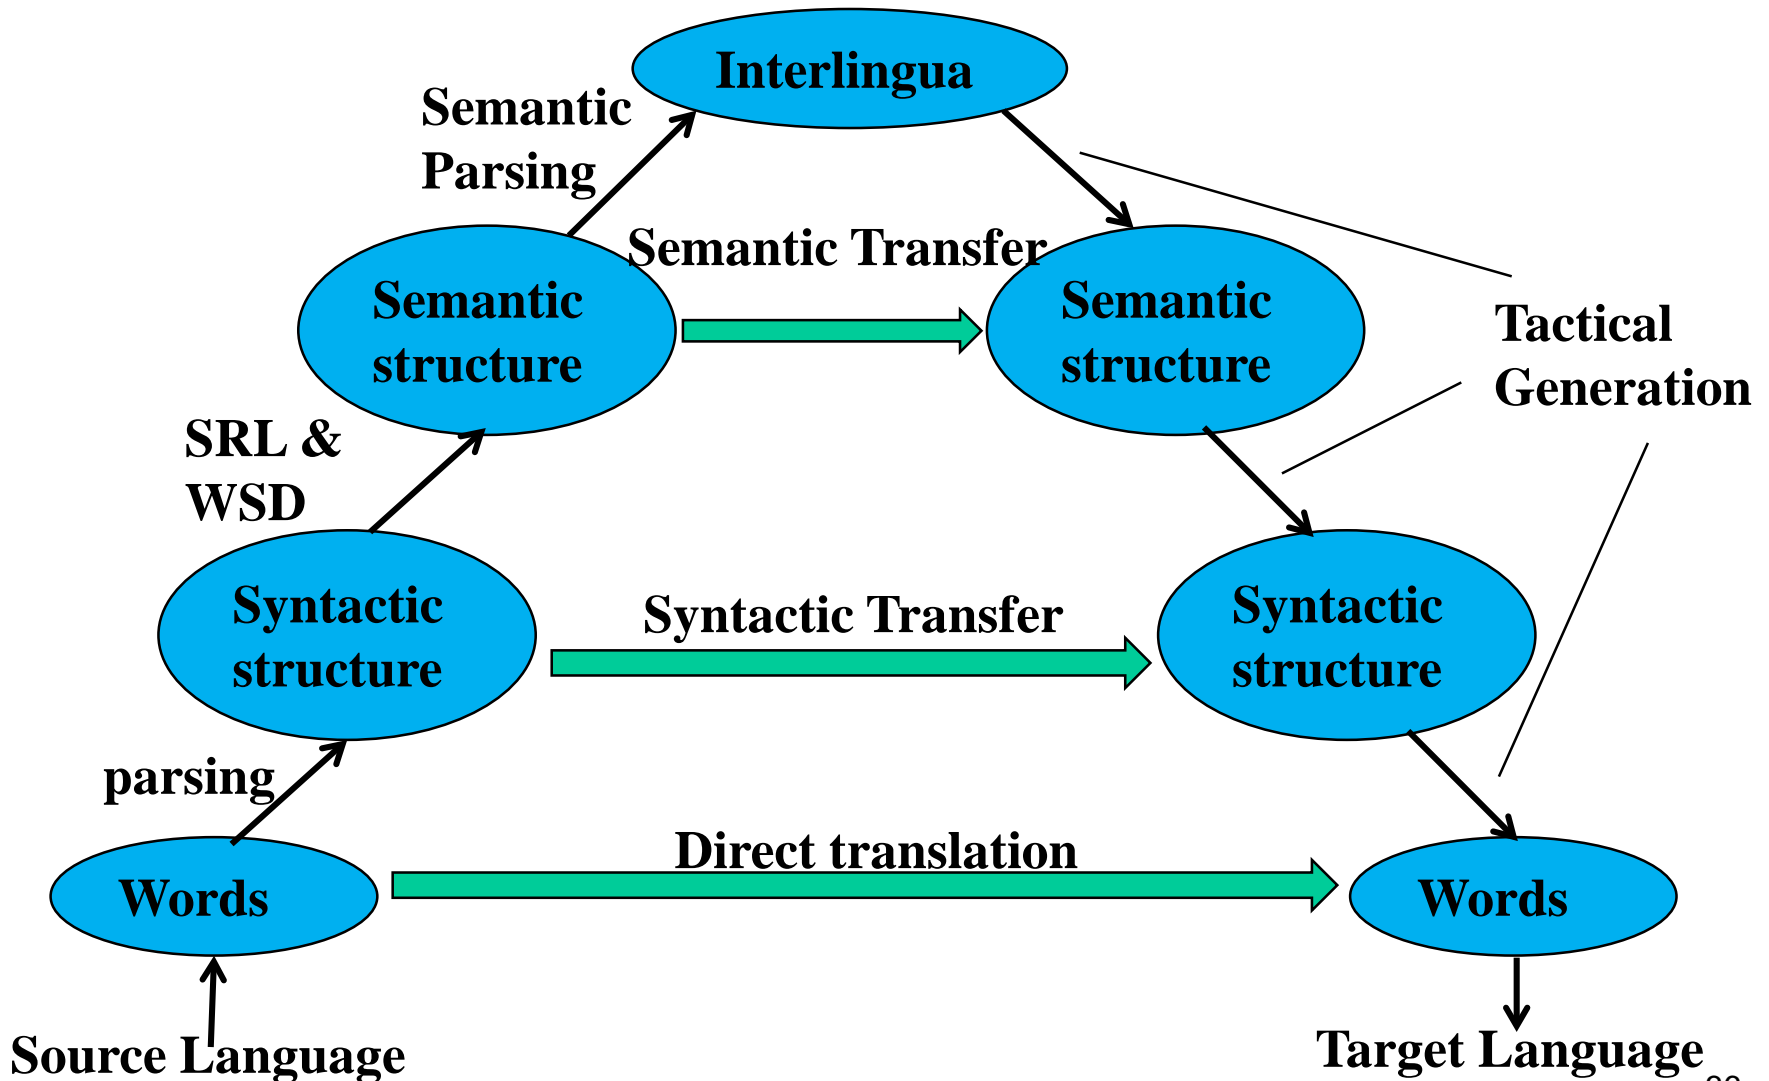 Interlingua
Semantic
Parsing
Semantic Transfer
Semantic
structure
Semantic
structure
Tactical
Generation
SRL &
WSD
Syntactic
structure
Syntactic Transfer
Syntactic
structure
parsing
Direct translation
Words
Words
Source Language
Target Language